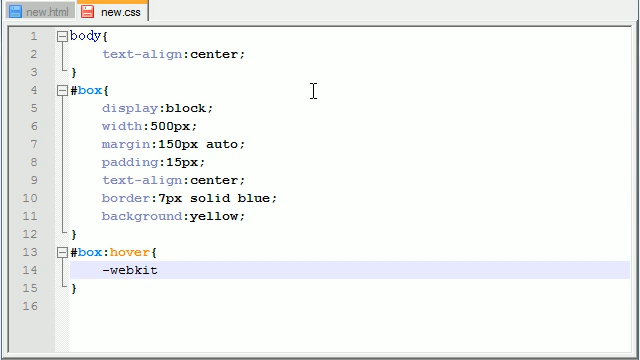 new.html new.css
1 body{
2 text-align:center;
3 }
4 #box{
5 display:block;
6 width:500px;
7 margin:150px auto;
8 padding:15px;
9 text-align:center;
10 border:7px solid blue;
11 background:yellow;
12 }
13 #box:hover{
14 -webkit
15 }
16